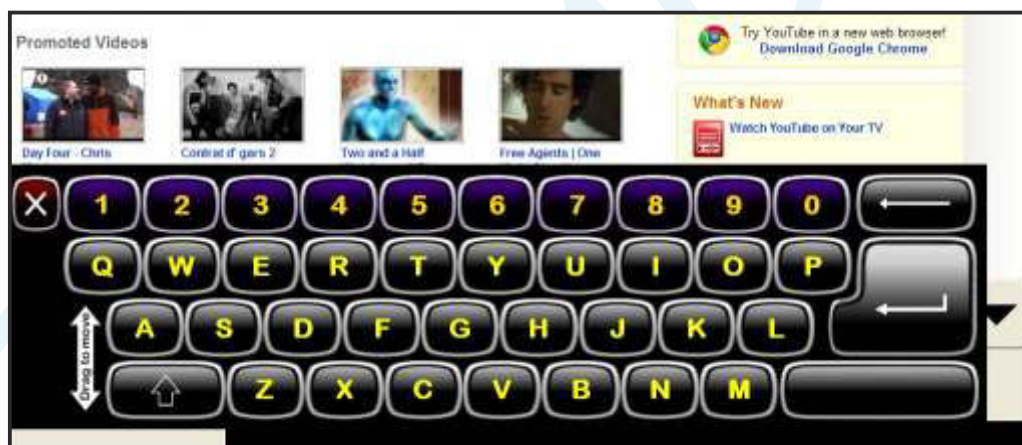 Promoted Videos
Try YouTube in a new web browser!
Download Google Chrome
What's New
Watch YouTube on Your TV
Day Four - Chris
Contrat d' gars 2
Two and a Half
Free Agents | One
1 2 3 4 5 6 7 8 9 0
Q W E R T Y U I O P
A S D F G H J K L
Drag to move
Z X C V B N M